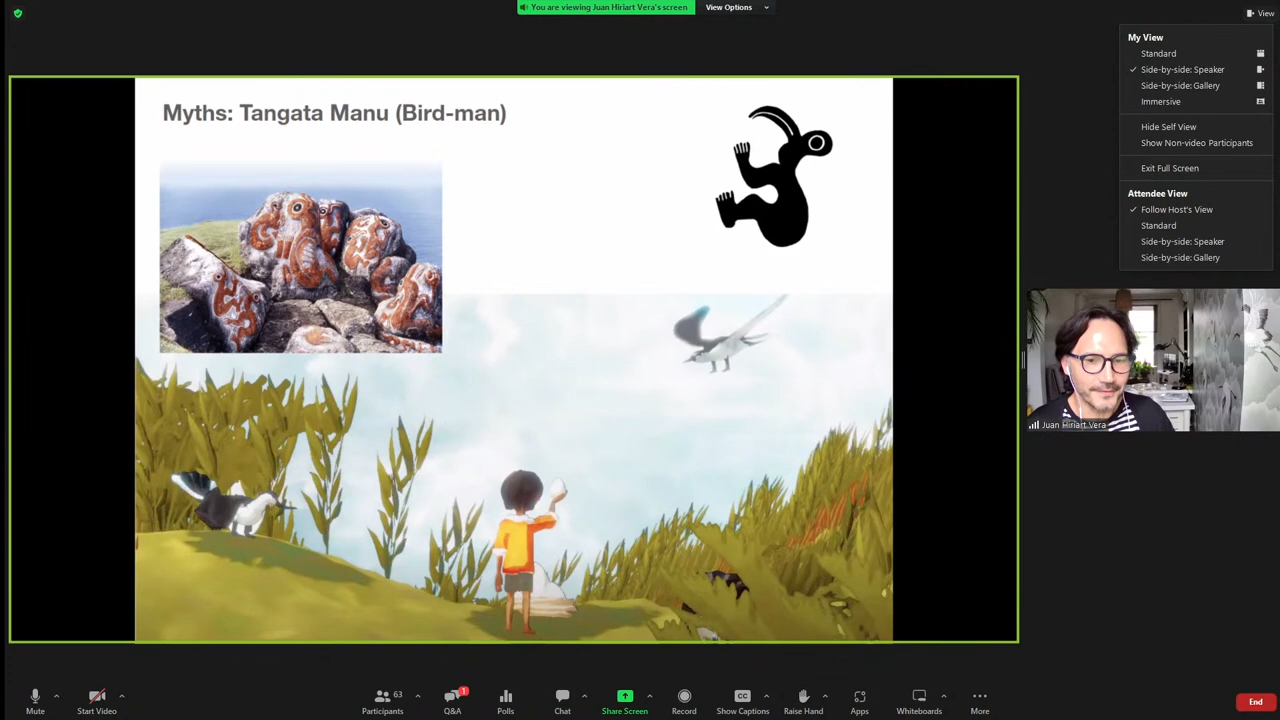 You are viewing Juan Hiriart Vera's screen
View Options
View
My View
Standard
Side-by-side: Speaker
Side-by-side: Gallery
Immersive
Hide Self View
Show Non-video Participants
Exit Full Screen
Attendee View
Follow Host's View
Standard
Side-by-side: Speaker
Side-by-side: Gallery
Myths: Tangata Manu (Bird-man)
Juan Hiriart Vera
Mute
Start Video
63
Participants
1
Q&A
Polls
Chat
Share Screen
Record
CC
Show Captions
Raise Hand
Apps
Whiteboards
More
End